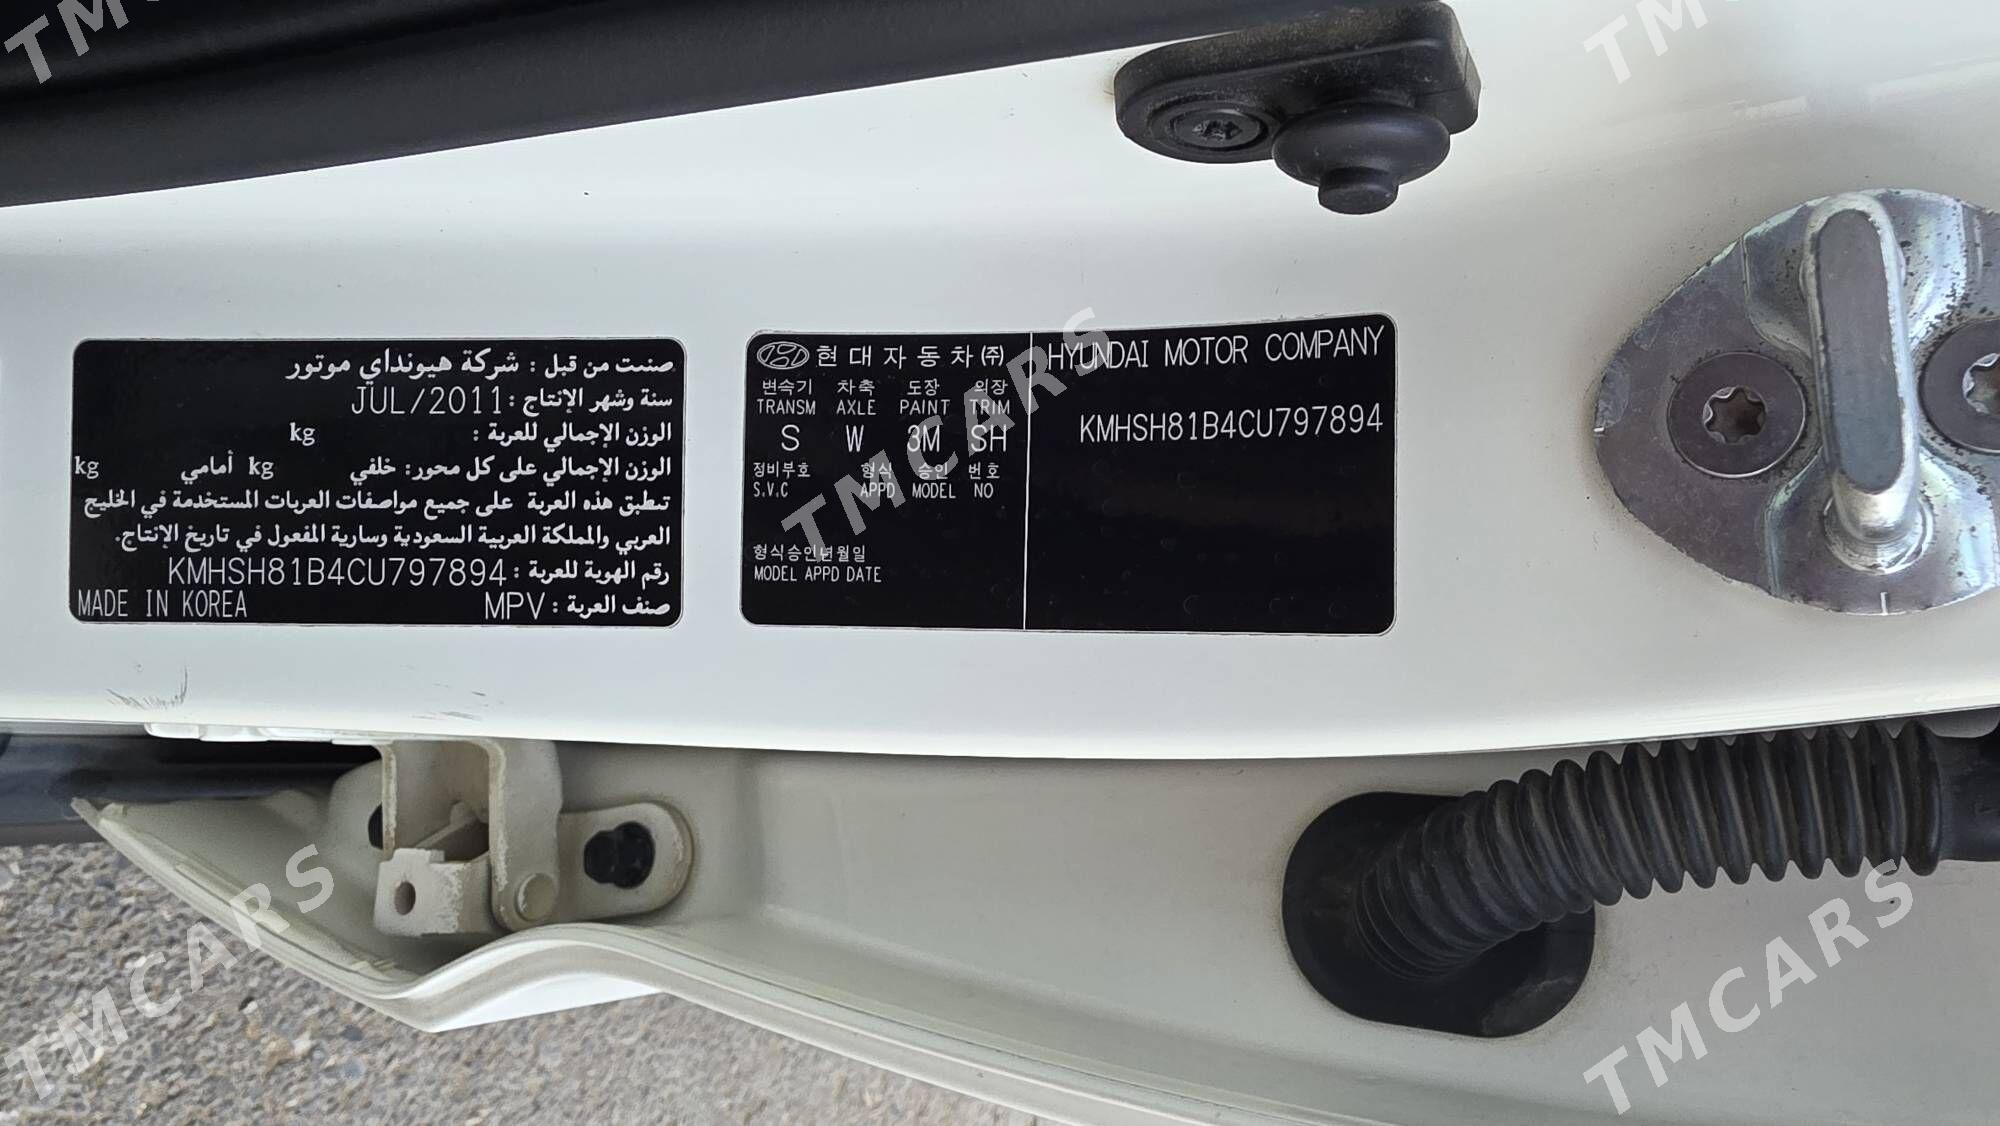 صنعت من قبل : شركة هيونداي موتور
سنة وشهر الإنتاج : JUL/2011
الوزن الإجمالي للعربة : kg
الوزن الإجمالي على كل محور: خلفي kg أمامي kg
تنطبق هذه العربة على جميع مواصفات العربات المستخدمة في الخليج
العربي والمملكة العربية السعودية وسارية المفعول في تاريخ الإنتاج.
رقم الهوية للعربة : KMHSH81B4CU797894
صنف العربة : MPV
MADE IN KOREA
현대자동차(주)
변속기 차축 도장 외장
TRANSM AXLE PAINT TRIM
S W 3M SH
정비부호 형식 승인 번호
S.V.C APPD MODEL NO
형식승인년월일
MODEL APPD DATE
HYUNDAI MOTOR COMPANY
KMHSH81B4CU797894
TMCARS
TMCARS
TMCARS
TMCARS
TMCARS